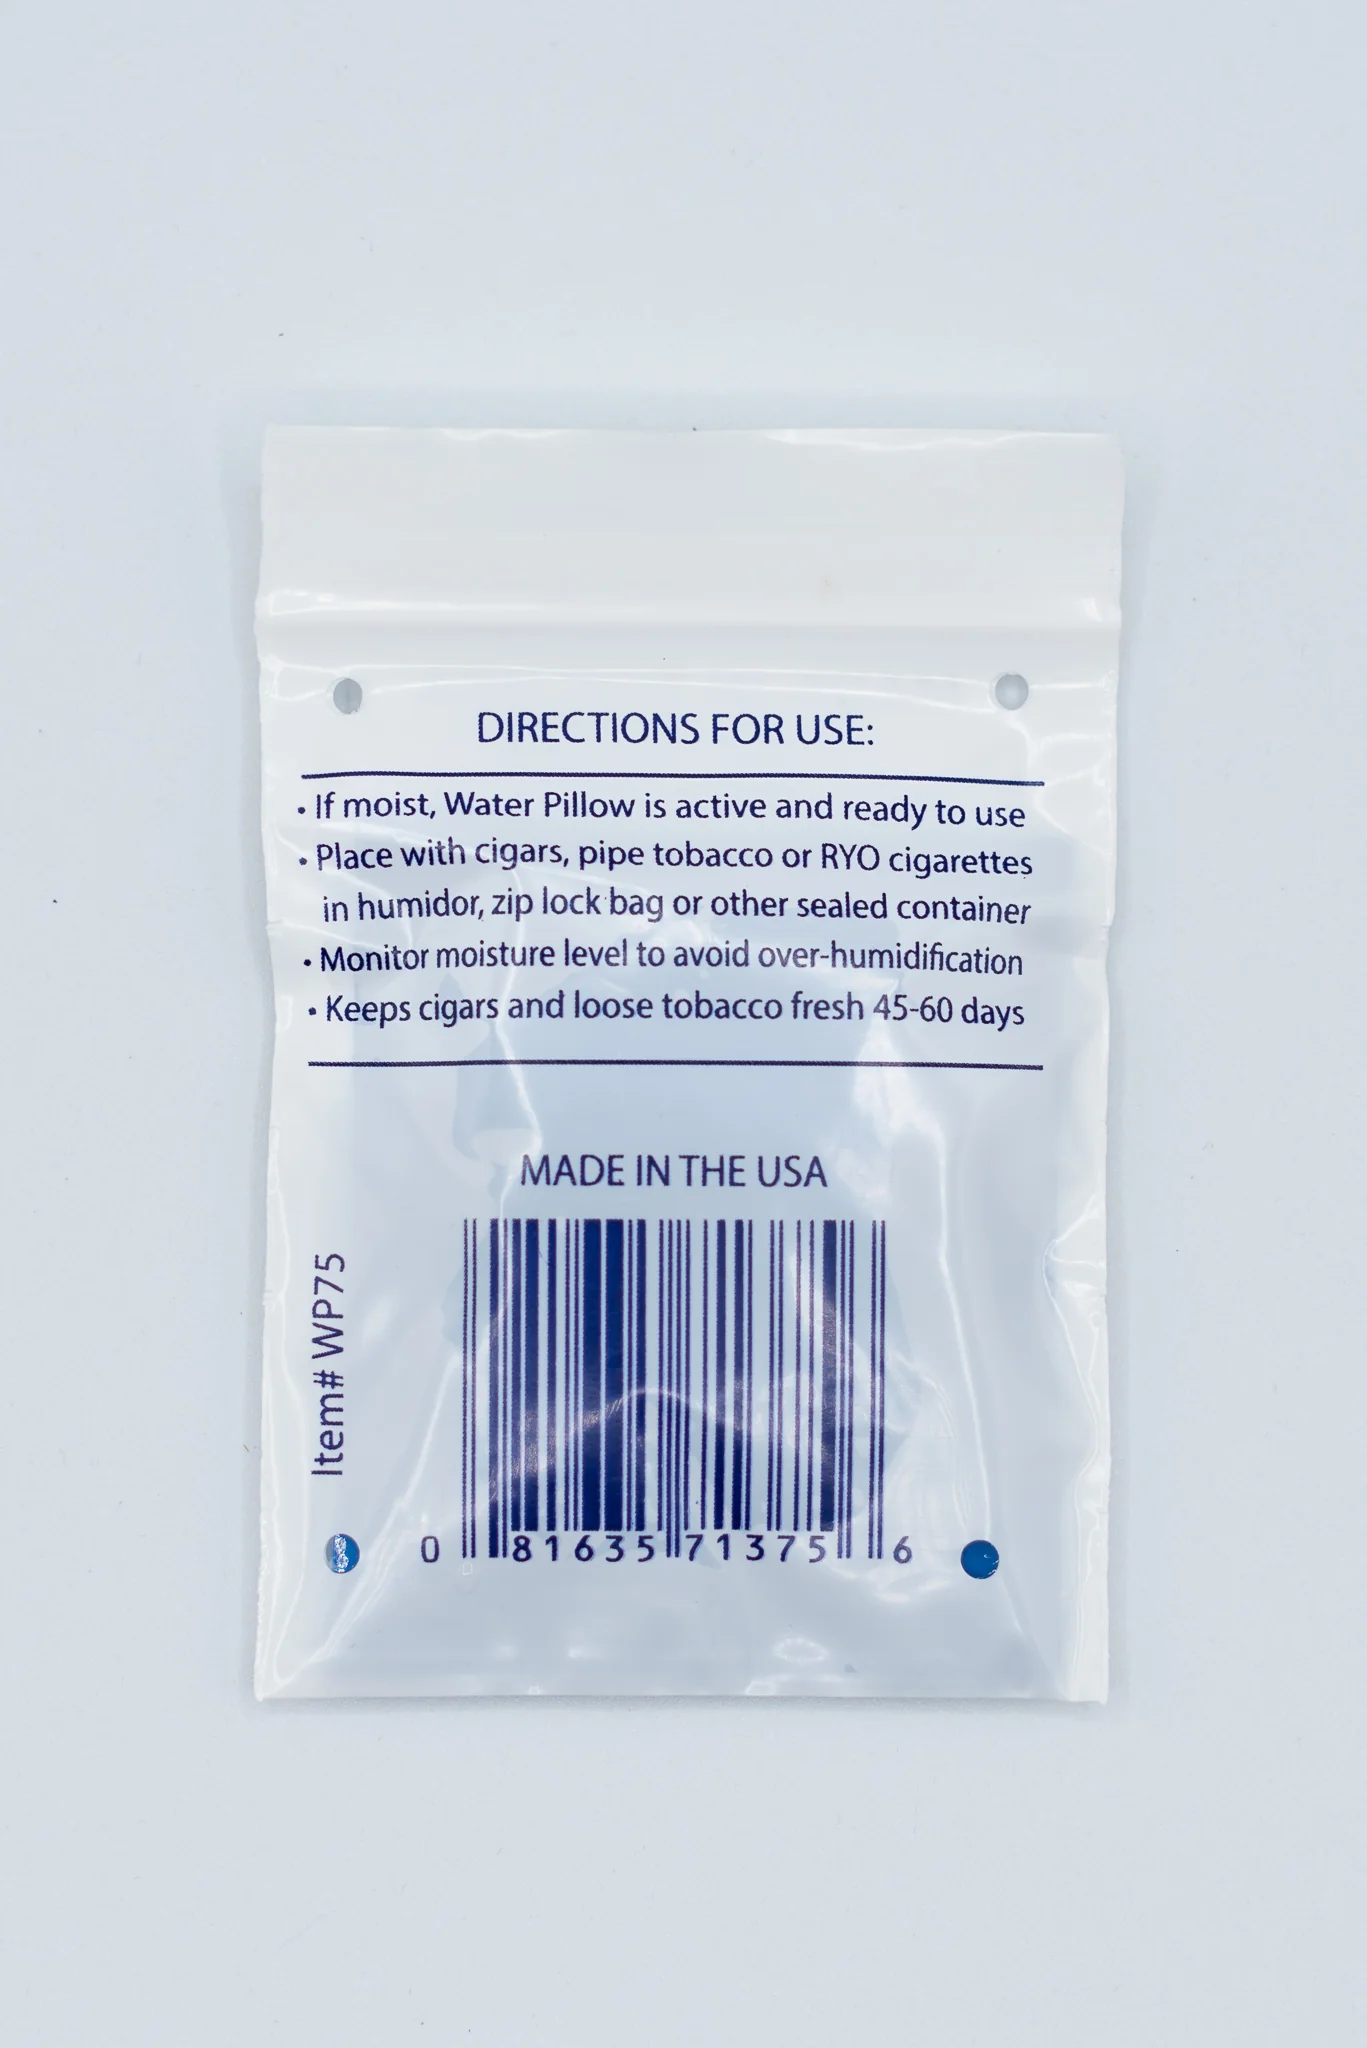 DIRECTIONS FOR USE:
• If moist, Water Pillow is active and ready to use
• Place with cigars, pipe tobacco or RYO cigarettes
in humidor, zip lock bag or other sealed container
• Monitor moisture level to avoid over-humidification
• Keeps cigars and loose tobacco fresh 45-60 days
MADE IN THE USA
Item# WP75
0 81635 71375 6